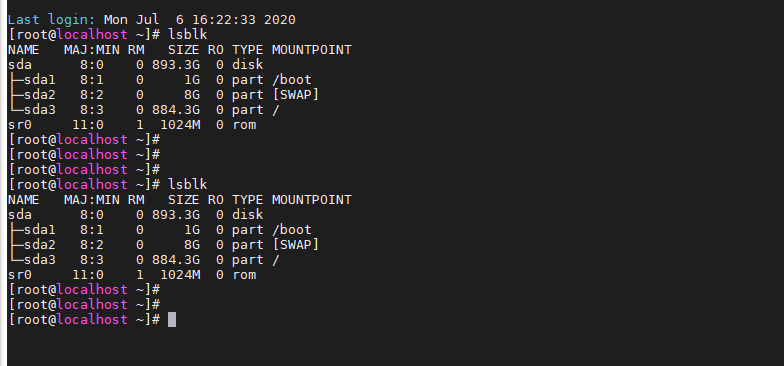 Last login: Mon Jul  6 16:22:33 2020
[root@localhost ~]# lsblk
NAME   MAJ:MIN RM   SIZE RO TYPE MOUNTPOINT
sda      8:0    0 893.3G  0 disk
├─sda1   8:1    0     1G  0 part /boot
├─sda2   8:2    0     8G  0 part [SWAP]
└─sda3   8:3    0 884.3G  0 part /
sr0     11:0    1  1024M  0 rom
[root@localhost ~]#
[root@localhost ~]#
[root@localhost ~]#
[root@localhost ~]# lsblk
NAME   MAJ:MIN RM   SIZE RO TYPE MOUNTPOINT
sda      8:0    0 893.3G  0 disk
├─sda1   8:1    0     1G  0 part /boot
├─sda2   8:2    0     8G  0 part [SWAP]
└─sda3   8:3    0 884.3G  0 part /
sr0     11:0    1  1024M  0 rom
[root@localhost ~]#
[root@localhost ~]#
[root@localhost ~]#